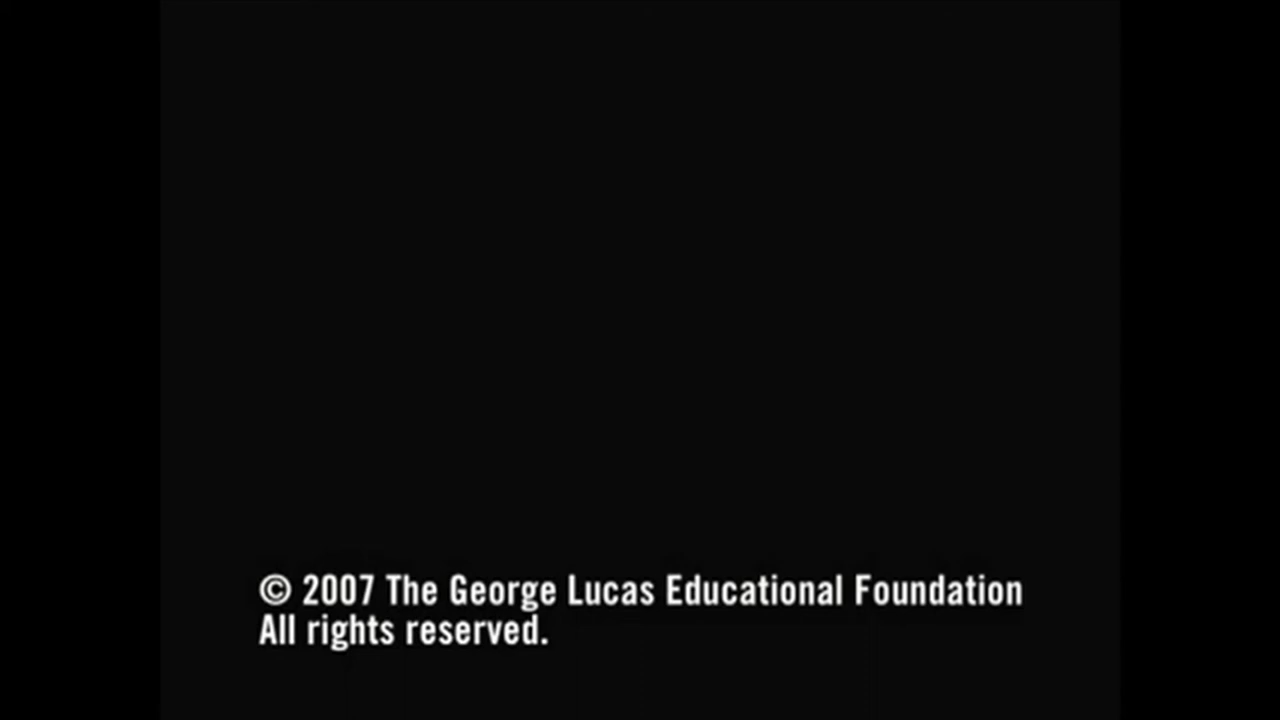 © 2007 The George Lucas Educational Foundation
All rights reserved.